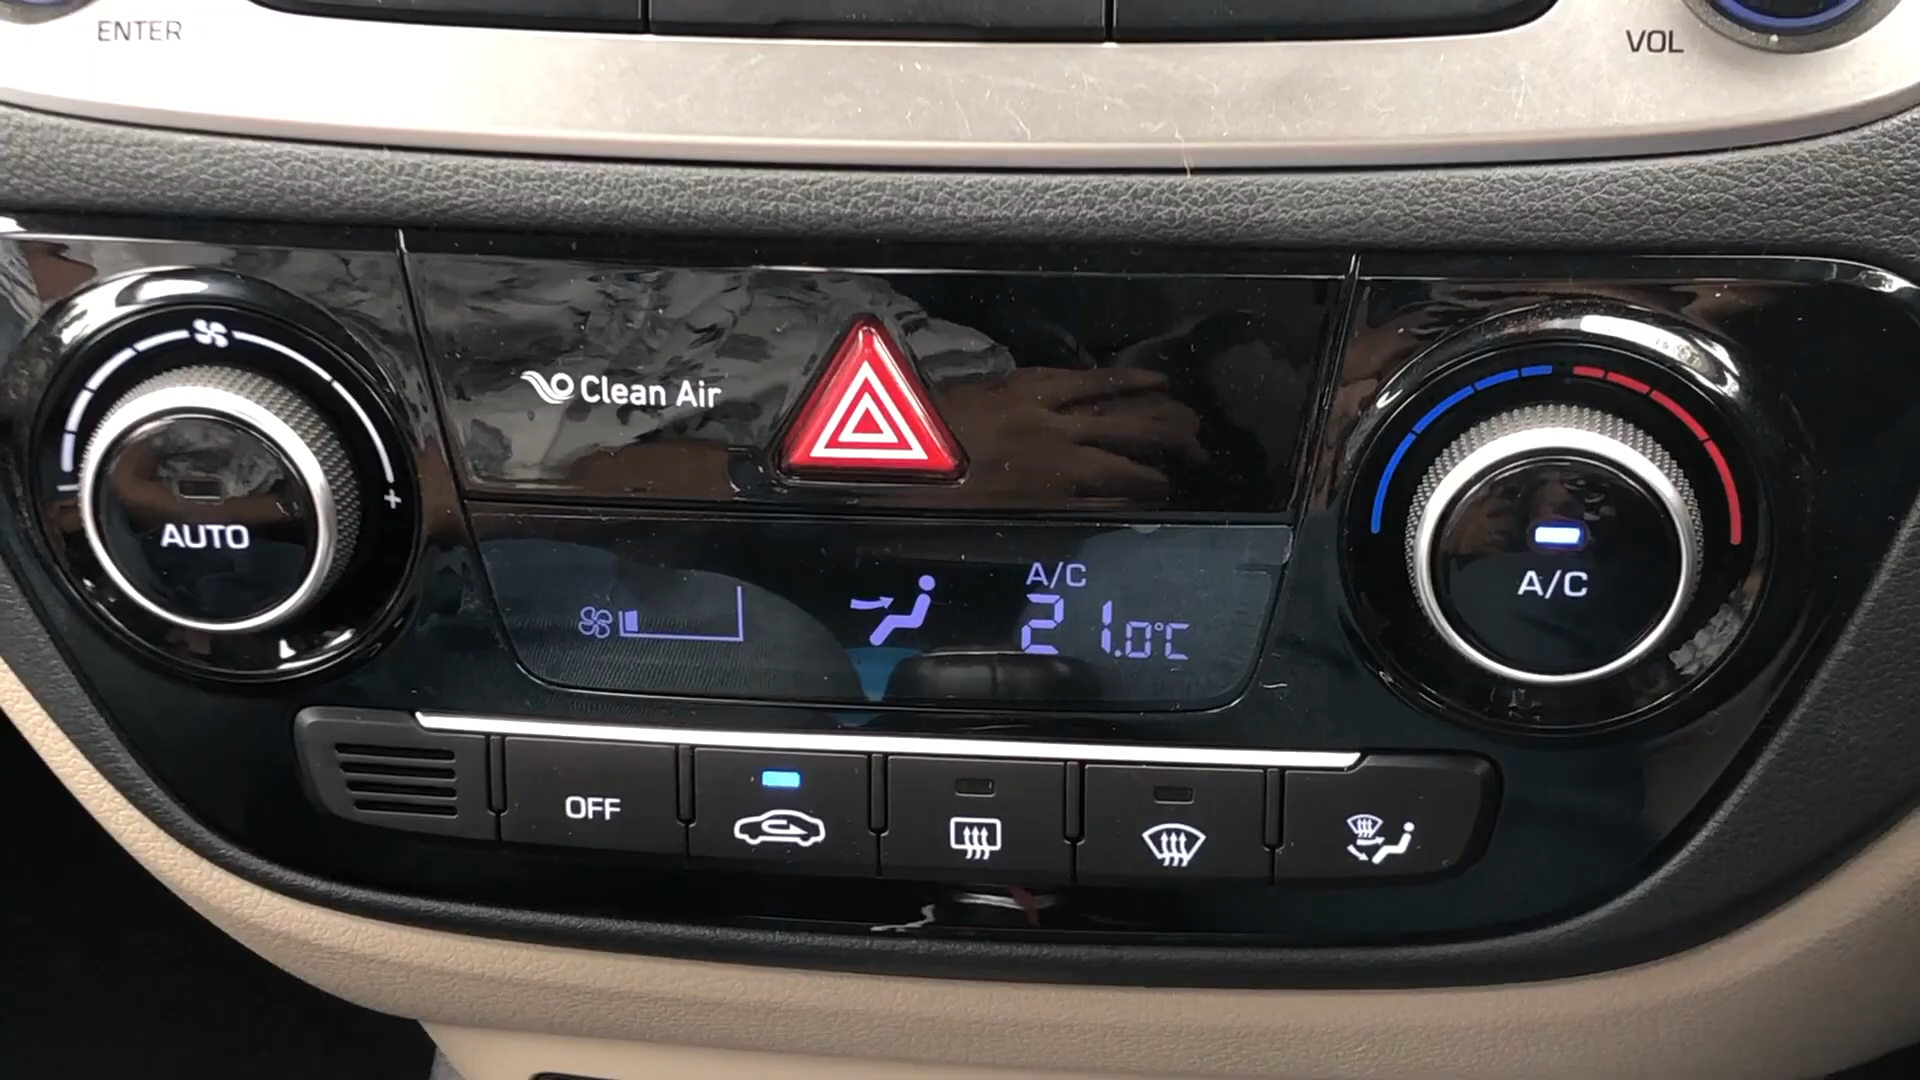 ENTER
VOL
Clean Air
AUTO
- +
A/C
21.0°C
A/C
OFF